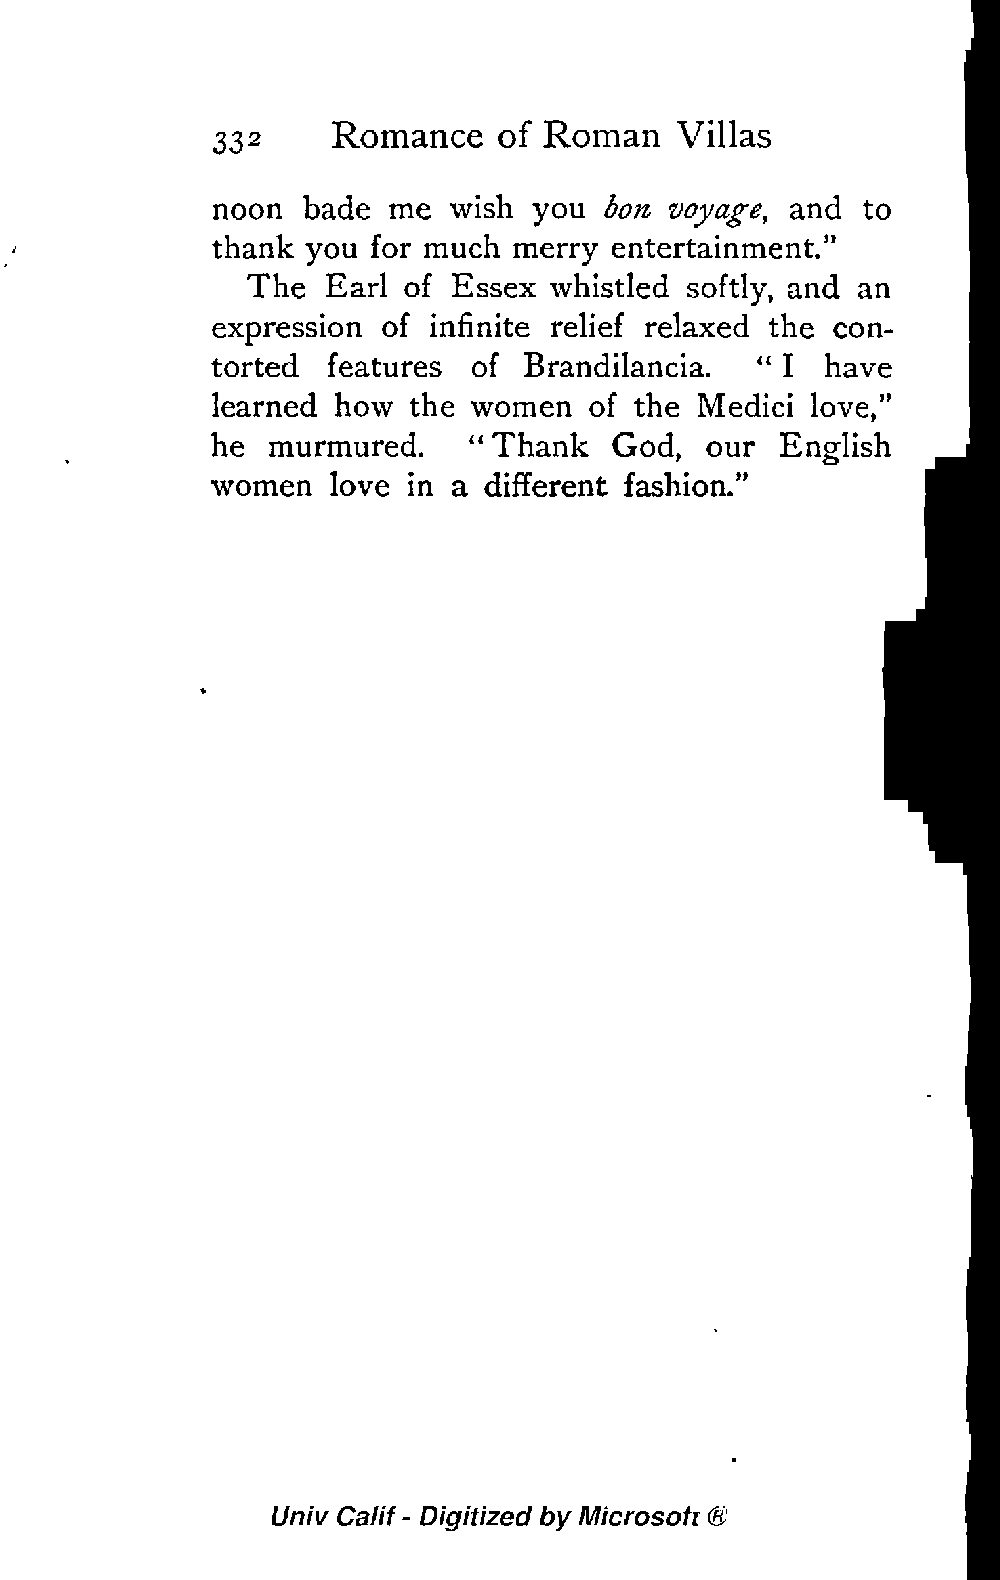 332 Romance of Roman Villas
noon bade me wish you bon voyage, and to
thank you for much merry entertainment."
The Earl of Essex whistled softly, and an
expression of infinite relief relaxed the con-
torted features of Brandilancia. "I have
learned how the women of the Medici love,"
he murmured. "Thank God, our English
women love in a different fashion."
Univ Calif - Digitized by Microsoft ®